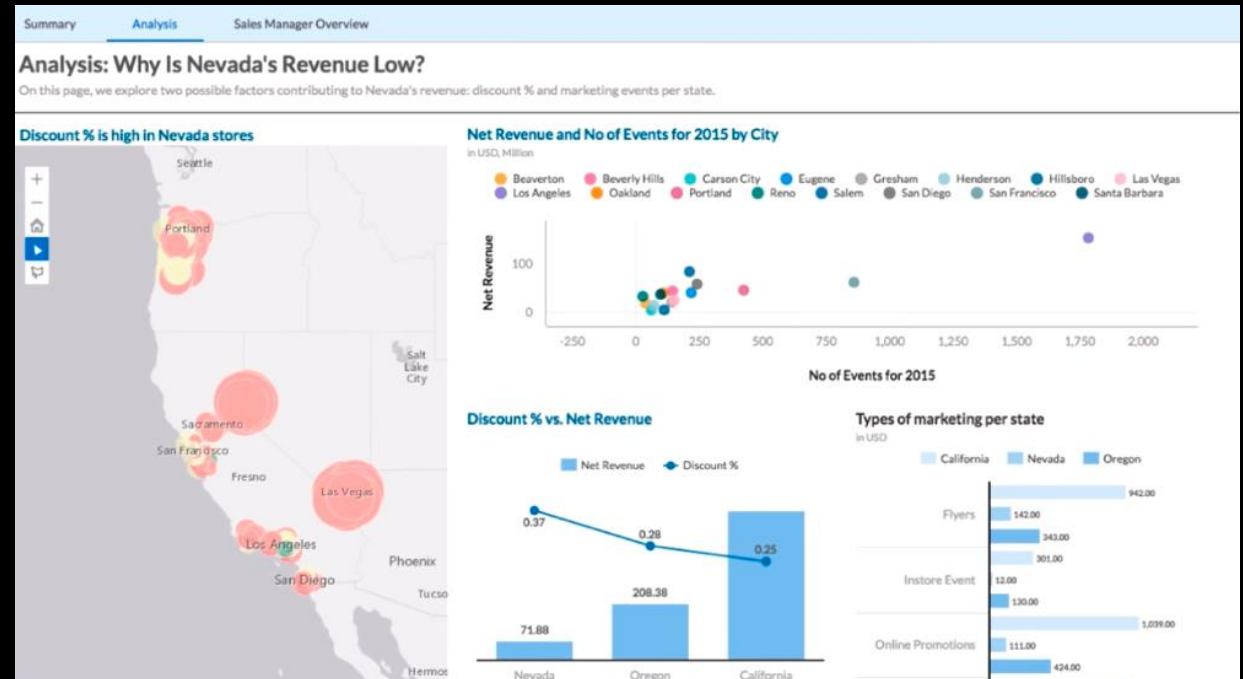 Summary Analysis Sales Manager Overview
Analysis: Why Is Nevada's Revenue Low?
On this page, we explore two possible factors contributing to Nevada's revenue: discount % and marketing events per state.
Discount % is high in Nevada stores
Seattle
Portland
Salt
Lake
City
Sacramento
San Francisco
Fresno
Las Vegas
Los Angeles
Phoenix
San Diego
Tucso
Hermos
Net Revenue and No of Events for 2015 by City
in USD, Million
Beaverton Beverly Hills Carson City Eugene Gresham Henderson Hillsboro Las Vegas
Los Angeles Oakland Portland Reno Salem San Diego San Francisco Santa Barbara
Net Revenue
100
0
-250 0 250 500 750 1,000 1,250 1,500 1,750 2,000
No of Events for 2015
Discount % vs. Net Revenue
Net Revenue Discount %
0.37
0.28
0.25
208.38
71.88
Nevada Oregon California
Types of marketing per state
in USD
California Nevada Oregon
942.00
Flyers 142.00
343.00
301.00
Instore Event 12.00
130.00
1,039.00
Online Promotions 111.00
424.00